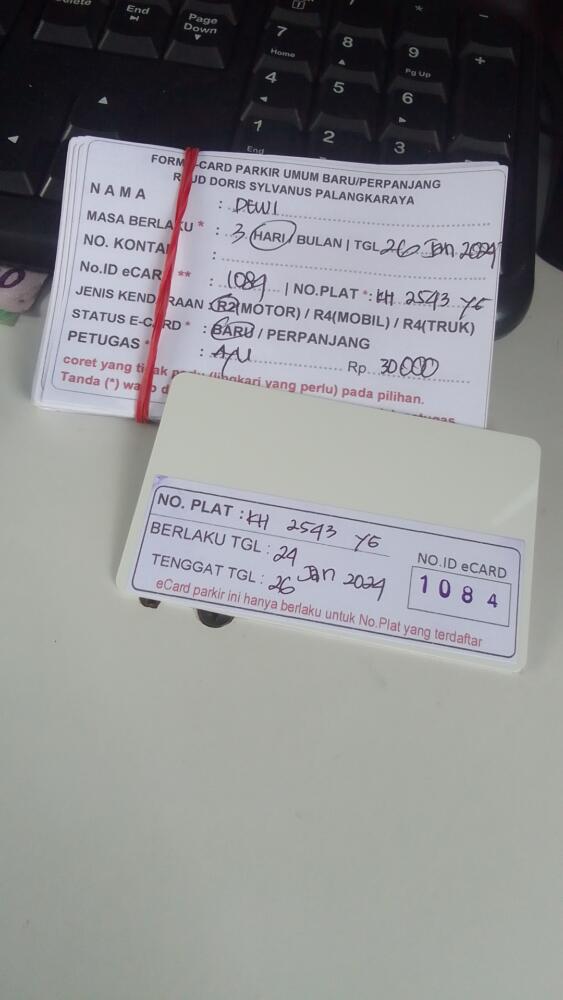 End
Page
Down
7
Home
8
9
Pg Up
+
4
5
6
1
End
2
3
FORM E-CARD PARKIR UMUM BARU/PERPANJANG
RSUD DORIS SYLVANUS PALANGKARAYA
NAMA : DEWI
MASA BERLAKU * : 3 HARI / BULAN | TGL 26 Jan 2024
NO. KONTAK :
No.ID eCARD ** : 1084 | NO.PLAT *: KH 2543 YE
JENIS KENDARAAN : R2(MOTOR) / R4(MOBIL) / R4(TRUK)
STATUS E-CARD * : BARU / PERPANJANG
PETUGAS * : AYU Rp 30000
coret yang tidak perlu (lingkari yang perlu) pada pilihan.
Tanda (*) wajib
NO. PLAT : KH 2543 YE
BERLAKU TGL : 24
TENGGAT TGL : 26 Jan 2024
NO.ID eCARD
1084
eCard parkir ini hanya berlaku untuk No.Plat yang terdaftar